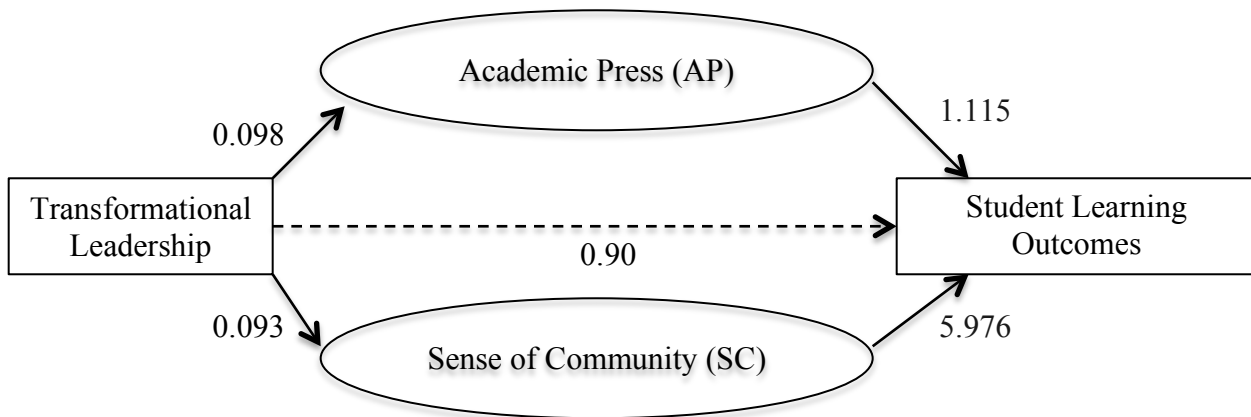 Academic Press (AP)
0.098
1.115
Transformational
Leadership
Student Learning
Outcomes
0.90
0.093
5.976
Sense of Community (SC)